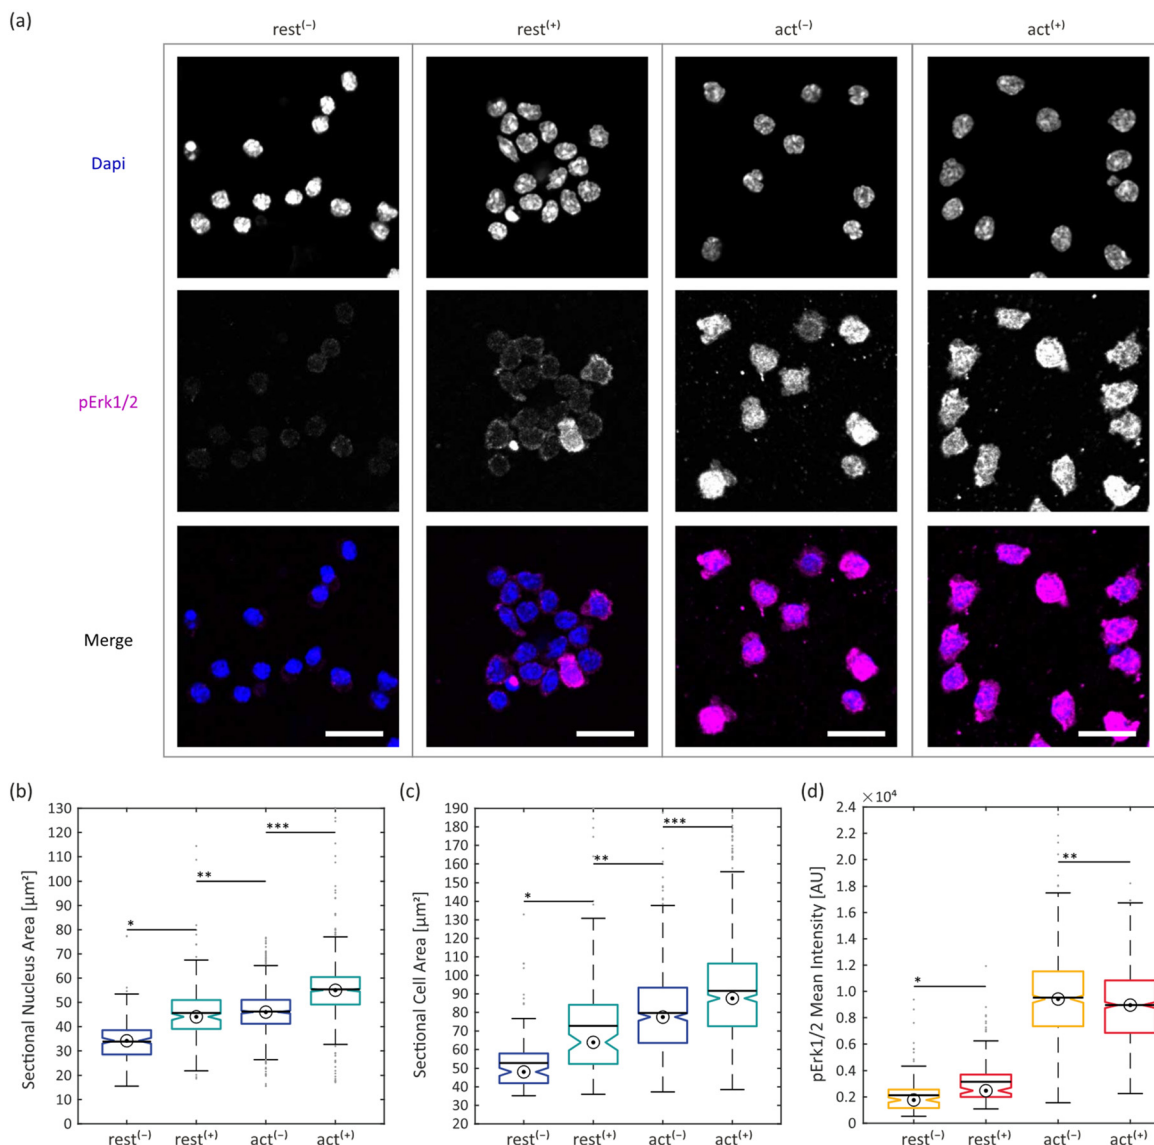 (a)
rest(−) rest(+) act(−) act(+)
Dapi
pErk1/2
Merge
(b)
Sectional Nucleus Area [µm²]
130
120
110
100
90
80
70
60
50
40
30
20
10
0
* ** ***
rest(−) rest(+) act(−) act(+)
(c)
Sectional Cell Area [µm²]
190
180
170
160
150
140
130
120
110
100
90
80
70
60
50
40
30
20
* ** ***
rest(−) rest(+) act(−) act(+)
(d)
×10⁴
pErk1/2 Mean Intensity [AU]
2.4
2.2
2.0
1.8
1.6
1.4
1.2
1.0
0.8
0.6
0.4
0.2
0
* **
rest(−) rest(+) act(−) act(+)